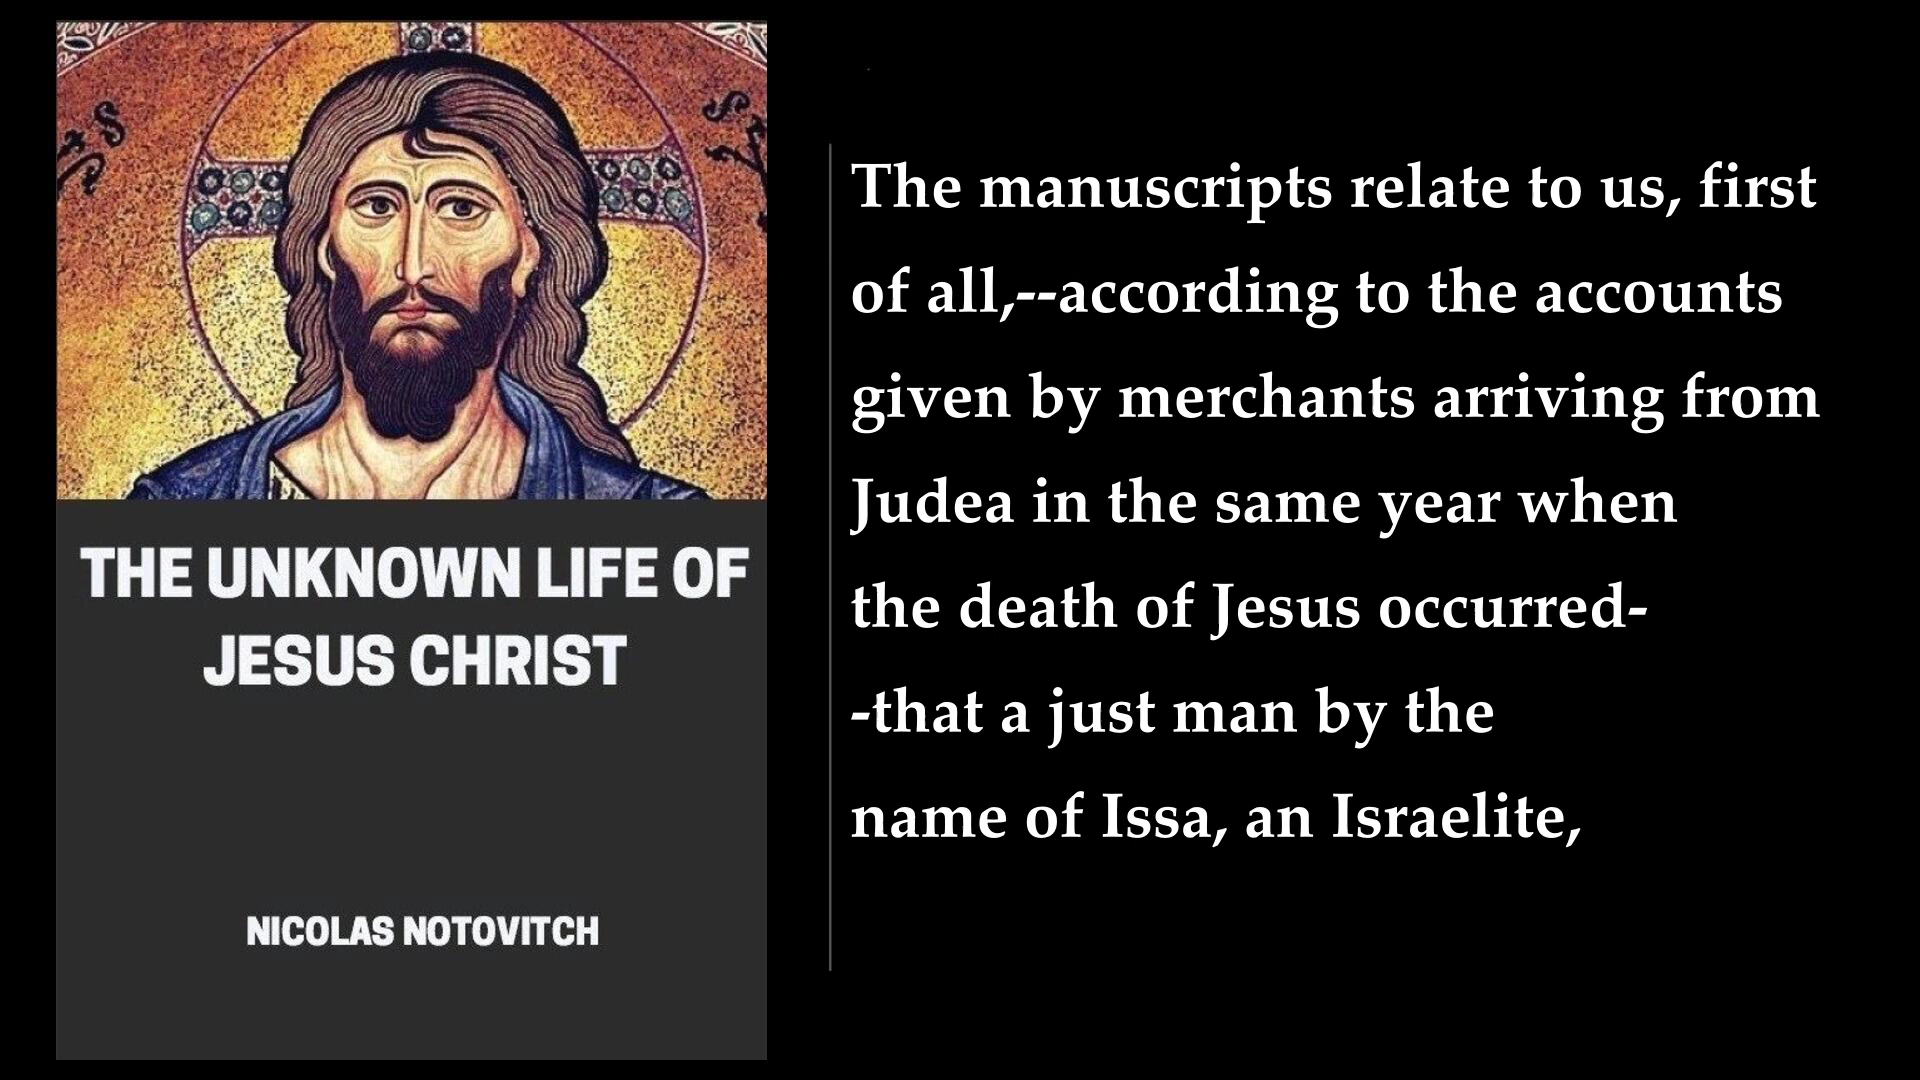 THE UNKNOWN LIFE OF
JESUS CHRIST
NICOLAS NOTOVITCH
The manuscripts relate to us, first
of all,--according to the accounts
given by merchants arriving from
Judea in the same year when
the death of Jesus occurred-
-that a just man by the
name of Issa, an Israelite,